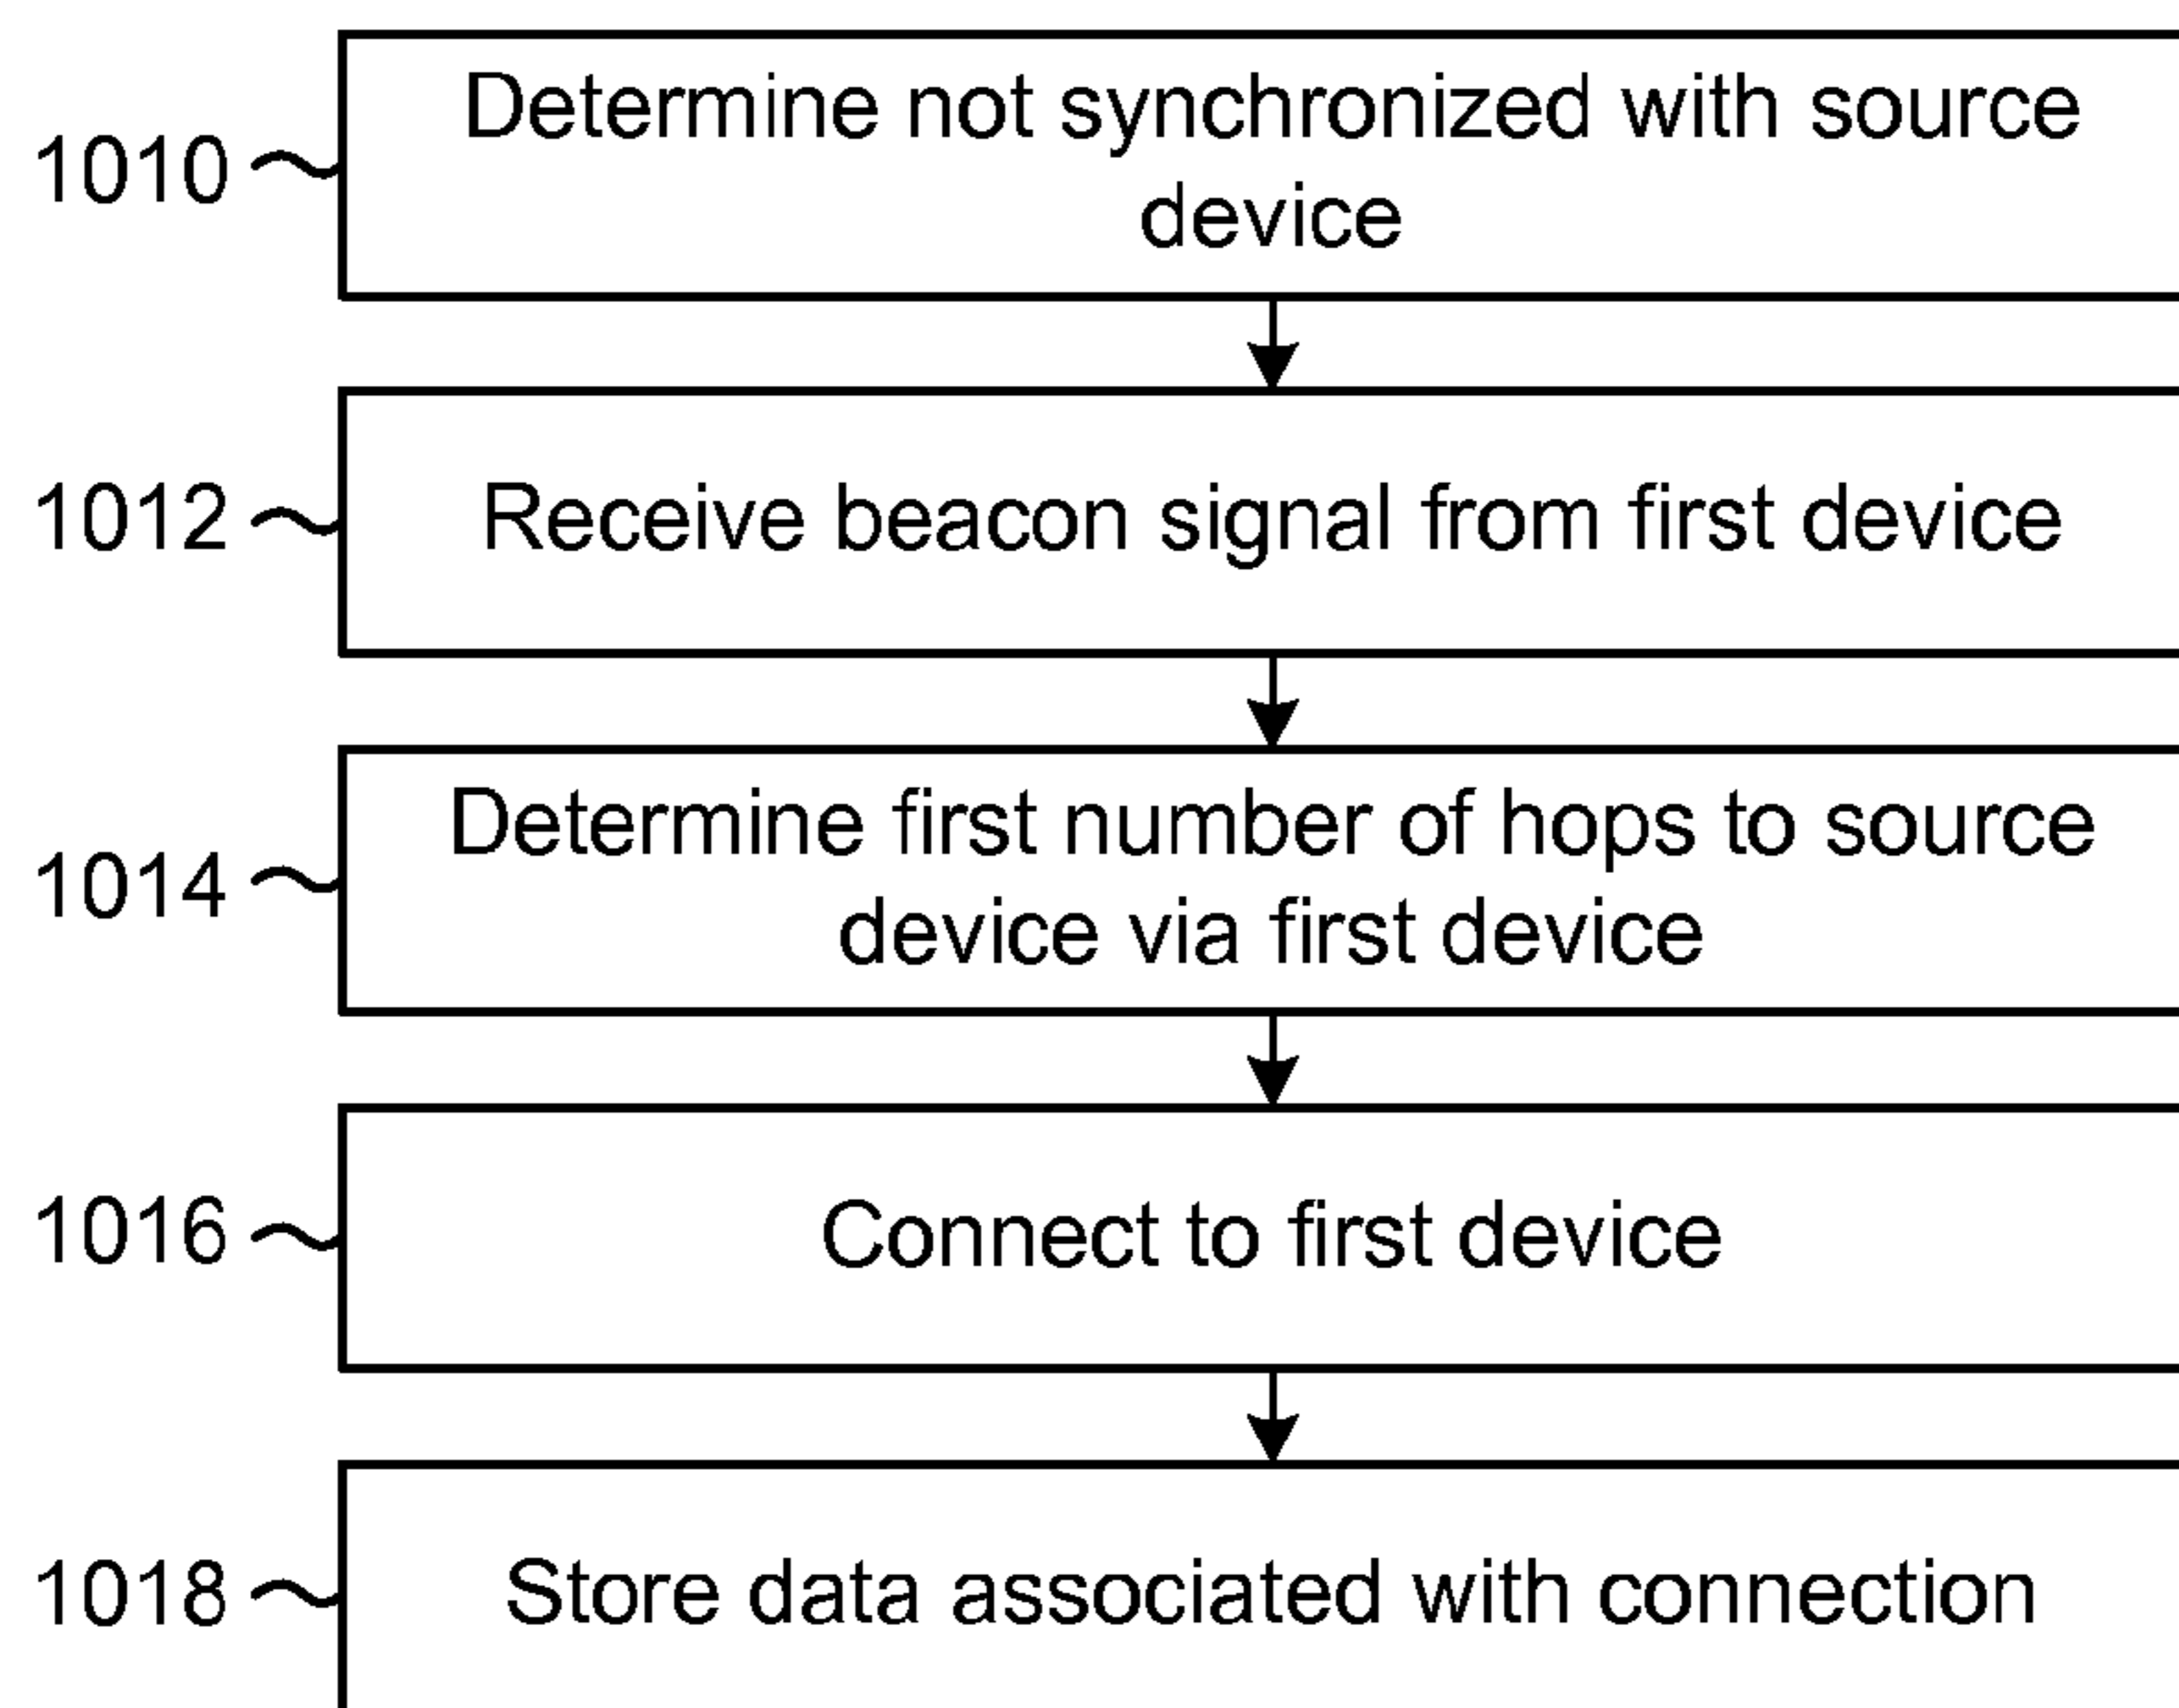 1010
Determine not synchronized with source
device
1012
Receive beacon signal from first device
1014
Determine first number of hops to source
device via first device
1016
Connect to first device
1018
Store data associated with connection